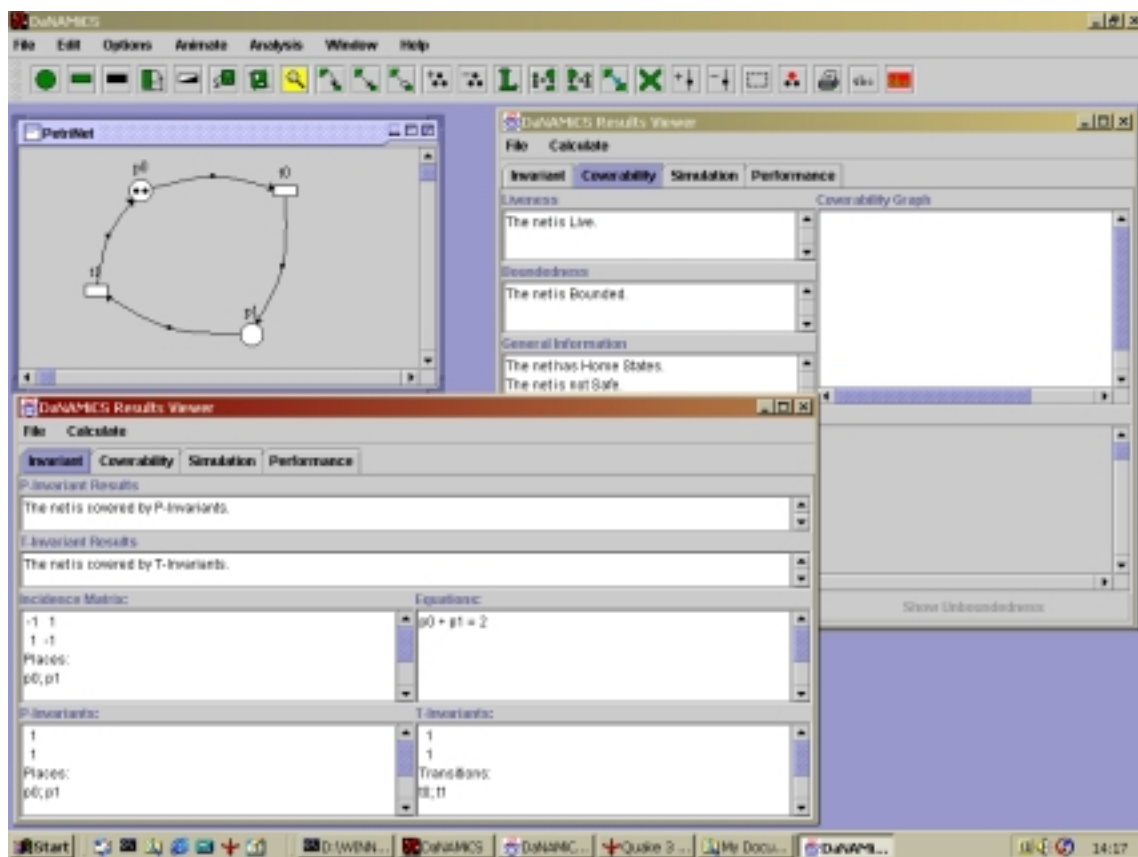 DaNAMiCS
File Edit Options Animate Analysis Window Help
PetriNet
p0
t0
p1
DaNAMiCS Results Viewer
File Calculate
Invariant Coverability Simulation Performance
Liveness
The net is Live.
Boundedness
The net is Bounded.
General Information
The net has Home States.
The net is not Safe.
Coverability Graph
Show Unboundedness
DaNAMiCS Results Viewer
File Calculate
Invariant Coverability Simulation Performance
P-Invariant Results
The net is covered by P-Invariants.
T-Invariant Results
The net is covered by T-Invariants.
Incidence Matrix:
-1 1
1 -1
Places:
p0; p1
Equations:
p0 + p1 = 2
P-Invariants:
1
1
Places:
p0; p1
T-Invariants:
1
1
Transitions:
t0; t1
Start D:\WINN... DaNAMiCS DaNAMiC... Quake 3 ... My Docu... DaNAMi... 14:17